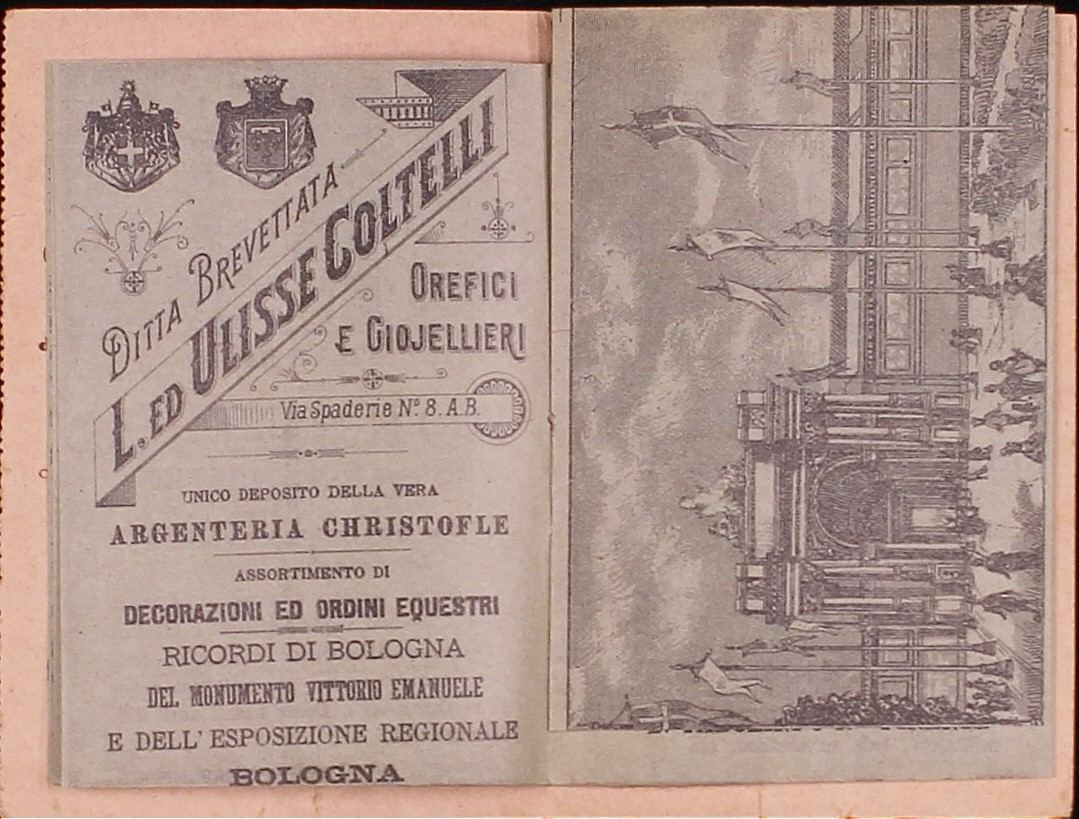 DITTA BREVETTATA
L. ED ULISSE COLTELLI
OREFICI
E GIOJELLIERI
Via Spaderie N.º 8. A.B.
UNICO DEPOSITO DELLA VERA
ARGENTERIA CHRISTOFLE
ASSORTIMENTO DI
DECORAZIONI ED ORDINI EQUESTRI
RICORDI DI BOLOGNA
DEL MONUMENTO VITTORIO EMANUELE
E DELL' ESPOSIZIONE REGIONALE
BOLOGNA